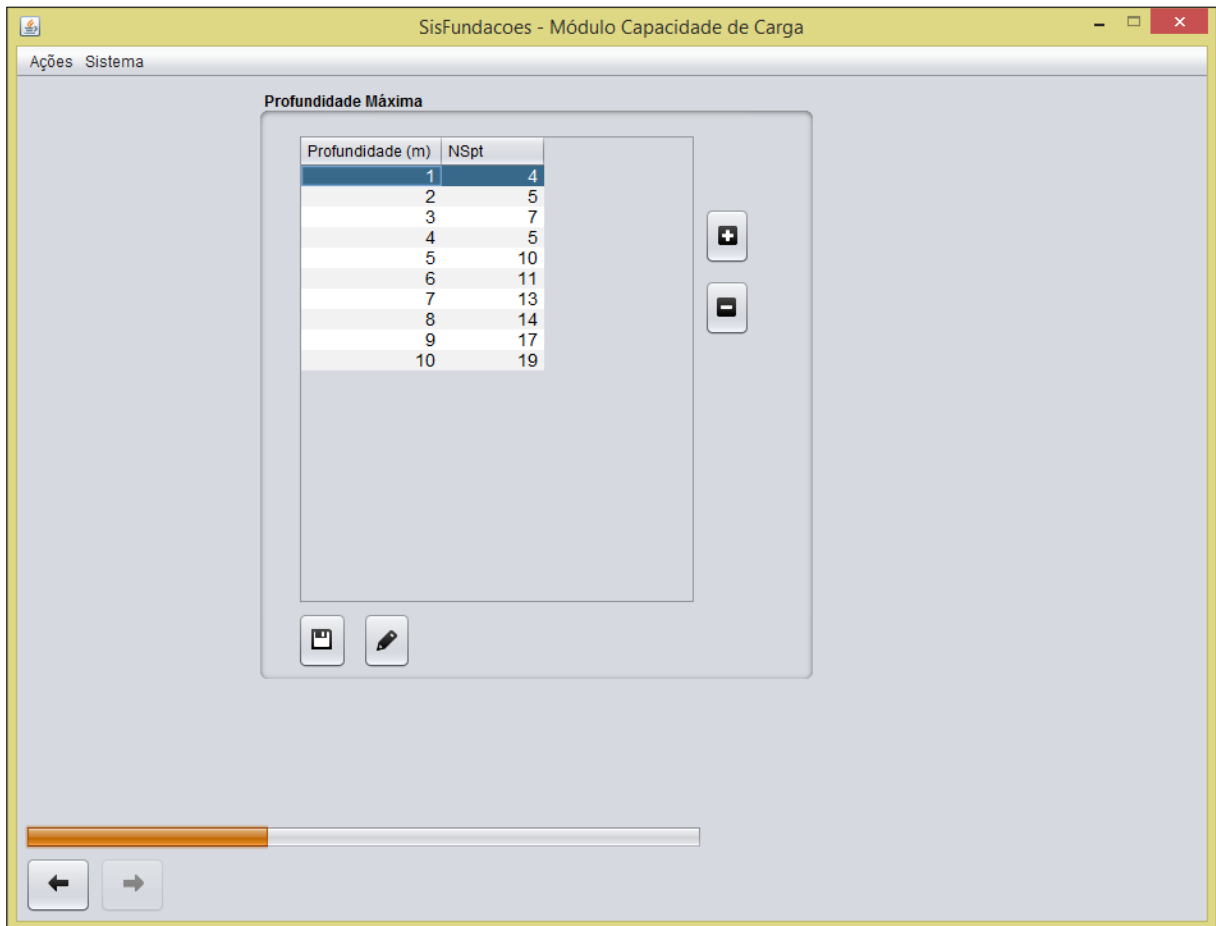 SisFundacoes - Módulo Capacidade de Carga
Ações Sistema
Profundidade Máxima
Profundidade (m) NSpt
1 4
2 5
3 7
4 5
5 10
6 11
7 13
8 14
9 17
10 19